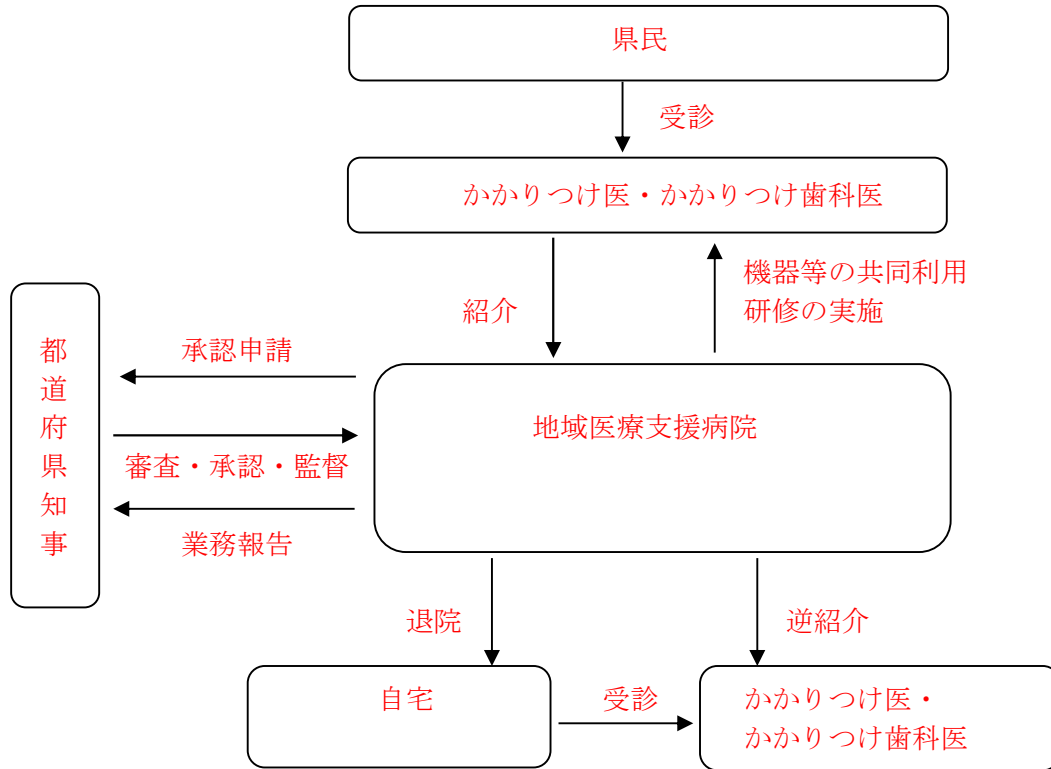 県民
受診
かかりつけ医・かかりつけ歯科医
機器等の共同利用
研修の実施
紹介
都道府県知事
承認申請
地域医療支援病院
審査・承認・監督
業務報告
退院
逆紹介
自宅
受診
かかりつけ医・
かかりつけ歯科医